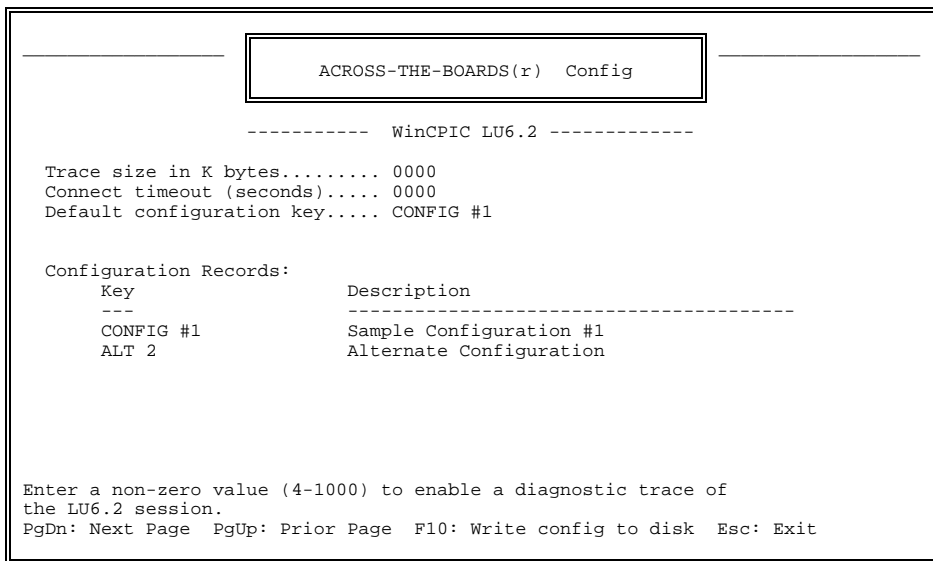 ACROSS-THE-BOARDS(r) Config
----------- WinCPIC LU6.2 -------------
Trace size in K bytes......... 0000
Connect timeout (seconds)..... 0000
Default configuration key..... CONFIG #1
Configuration Records:
Key Description
--- ----------------------------------------
CONFIG #1 Sample Configuration #1
ALT 2 Alternate Configuration
Enter a non-zero value (4-1000) to enable a diagnostic trace of
the LU6.2 session.
PgDn: Next Page PgUp: Prior Page F10: Write config to disk Esc: Exit